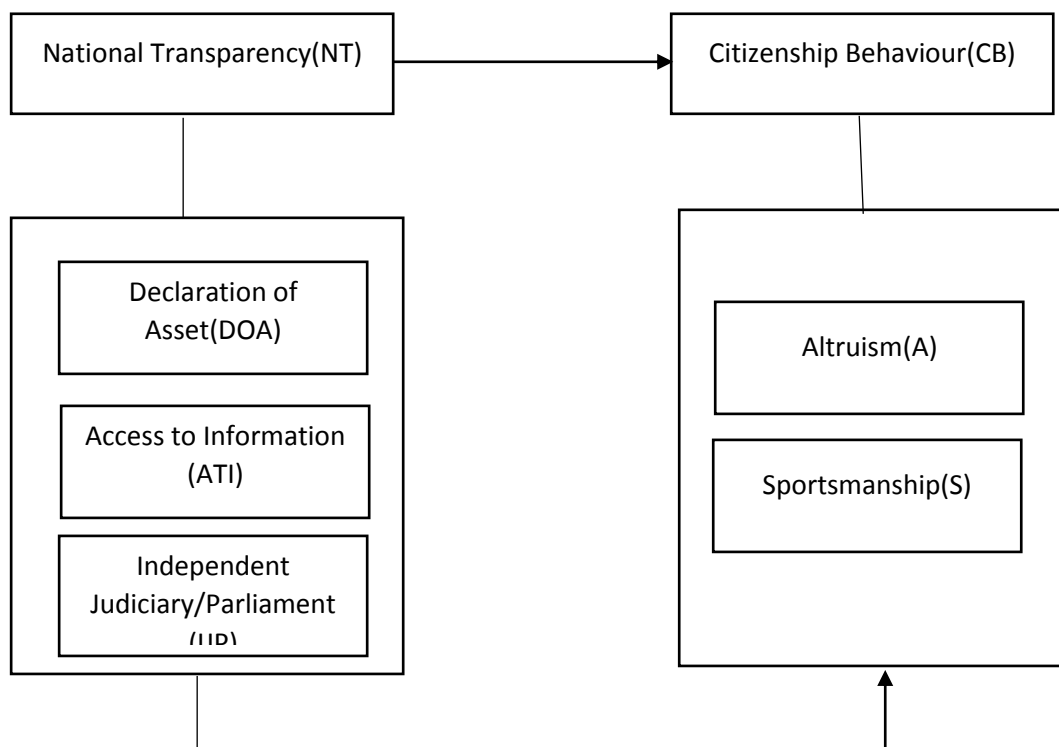 National Transparency(NT)
Citizenship Behaviour(CB)
Declaration of
Asset(DOA)
Access to Information
(ATI)
Independent
Judiciary/Parliament
Altruism(A)
Sportsmanship(S)